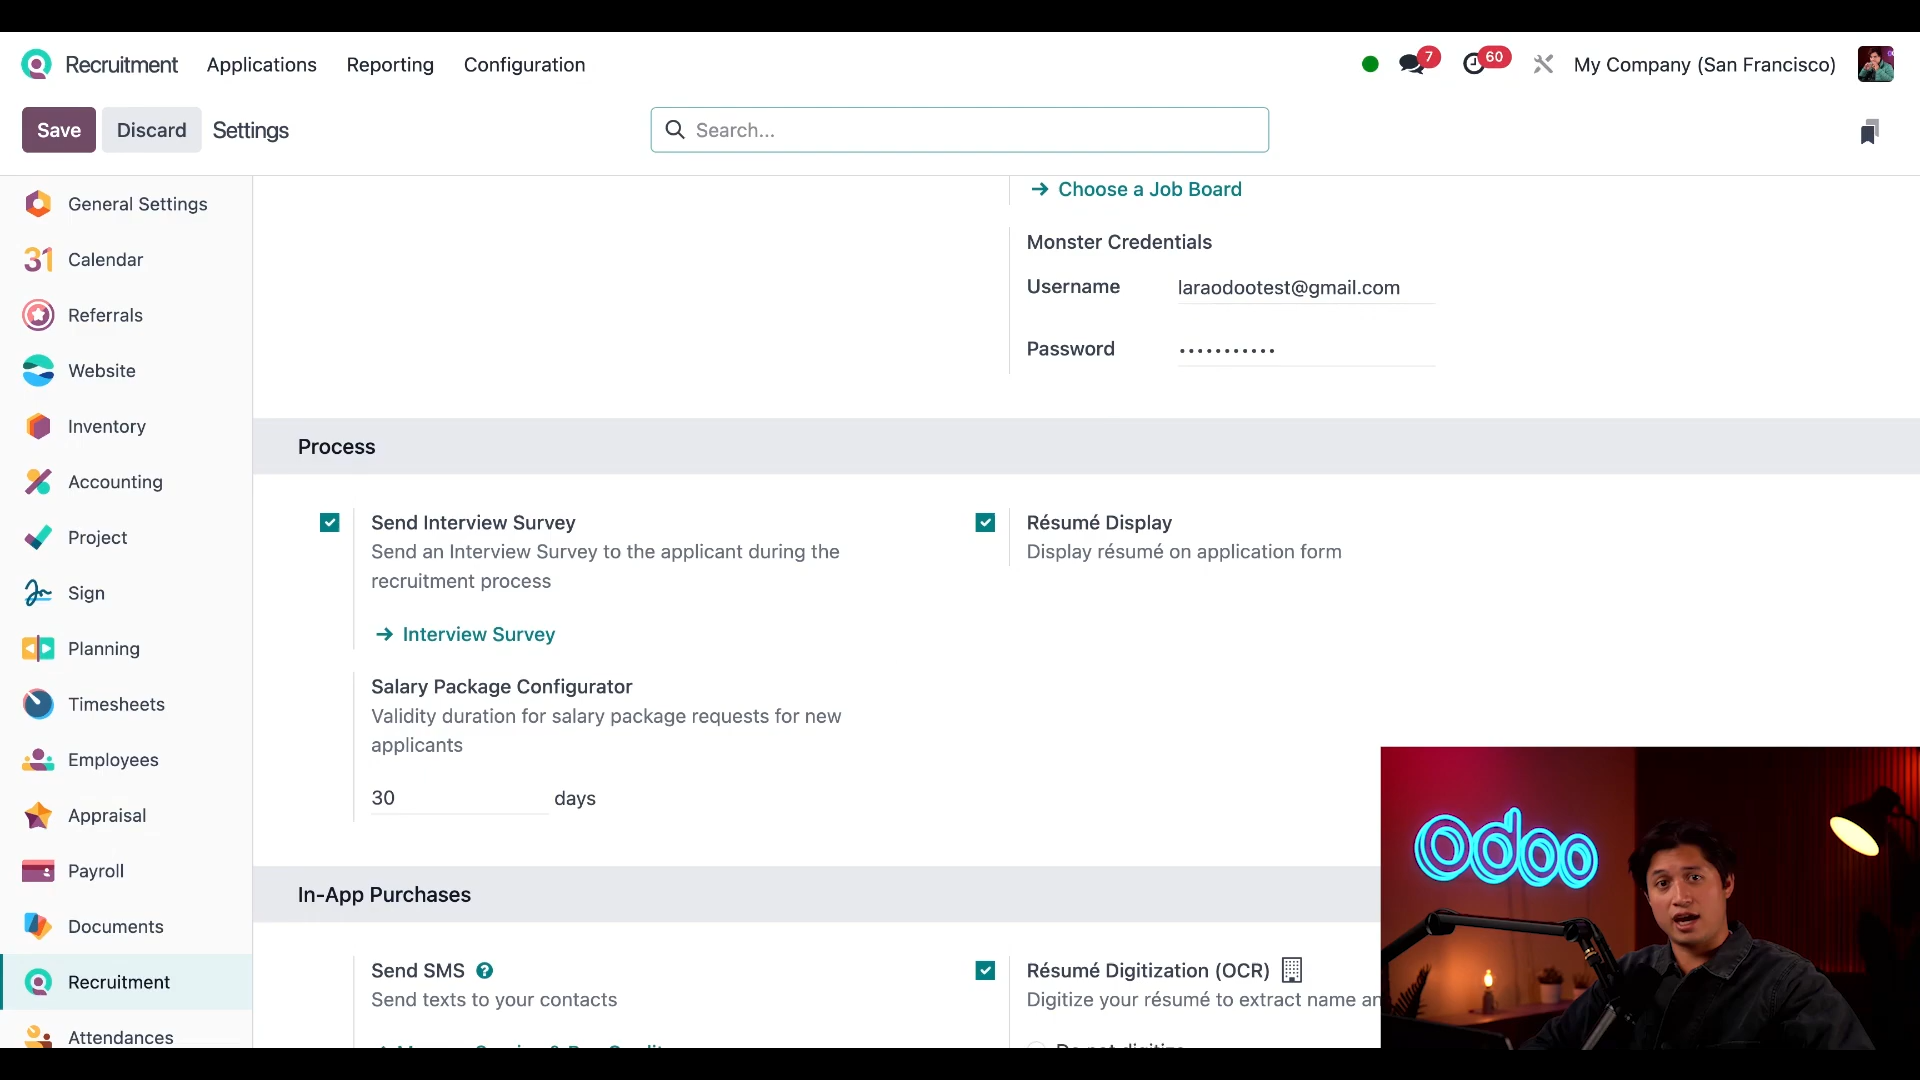 Recruitment Applications Reporting Configuration 7 60 My Company (San Francisco)
Save Discard Settings Search...
General Settings
31 Calendar
Referrals
Website
Inventory
Accounting
Project
Sign
Planning
Timesheets
Employees
Appraisal
Payroll
Documents
Recruitment
Attendances
→ Choose a Job Board
Monster Credentials
Username laraodootest@gmail.com
Password •••••••••••
Process
Send Interview Survey
Send an Interview Survey to the applicant during the
recruitment process
→ Interview Survey
Résumé Display
Display résumé on application form
Salary Package Configurator
Validity duration for salary package requests for new
applicants
30 days
In-App Purchases
Send SMS ?
Send texts to your contacts
Résumé Digitization (OCR)
Digitize your résumé to extract name
odoo